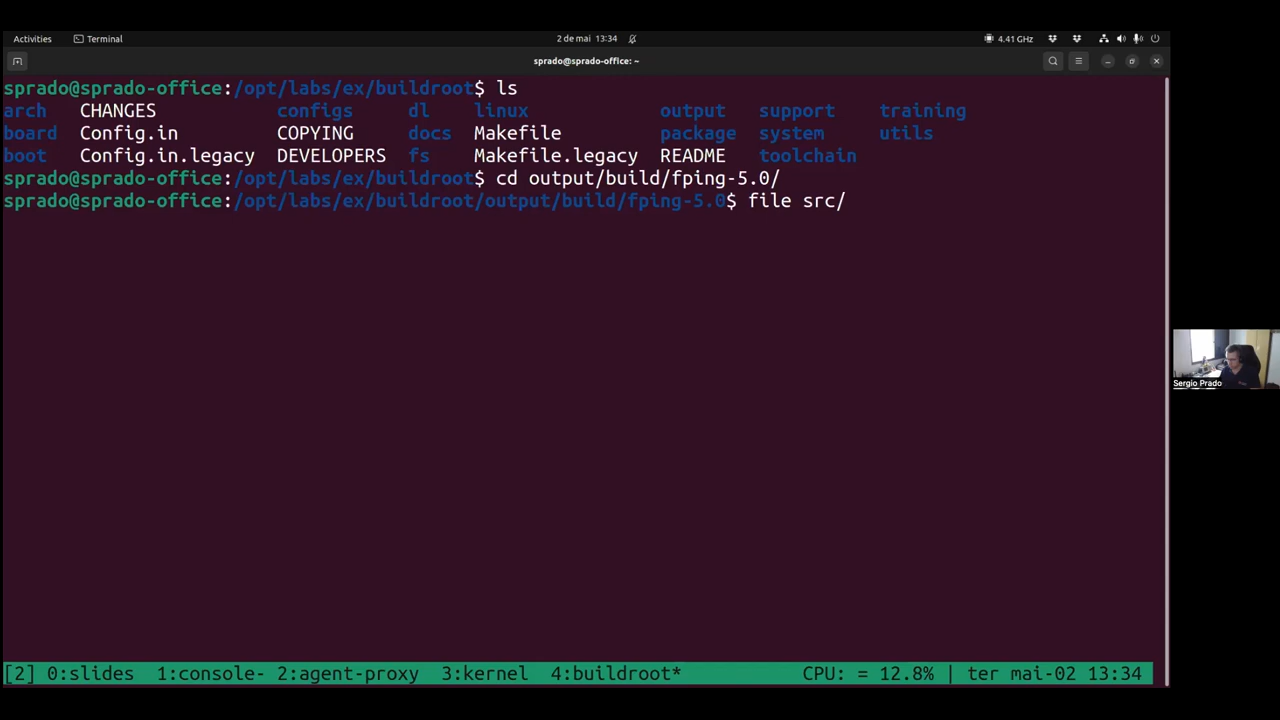 Activities Terminal 2 de mai 13:34 4.41 GHz
sprado@sprado-office: ~
sprado@sprado-office:/opt/labs/ex/buildroot$ ls
arch CHANGES configs dl linux output support training
board Config.in COPYING docs Makefile package system utils
boot Config.in.legacy DEVELOPERS fs Makefile.legacy README toolchain
sprado@sprado-office:/opt/labs/ex/buildroot$ cd output/build/fping-5.0/
sprado@sprado-office:/opt/labs/ex/buildroot/output/build/fping-5.0$ file src/
Sergio Prado
[2] 0:slides 1:console- 2:agent-proxy 3:kernel 4:buildroot* CPU: = 12.8% | ter mai-02 13:34